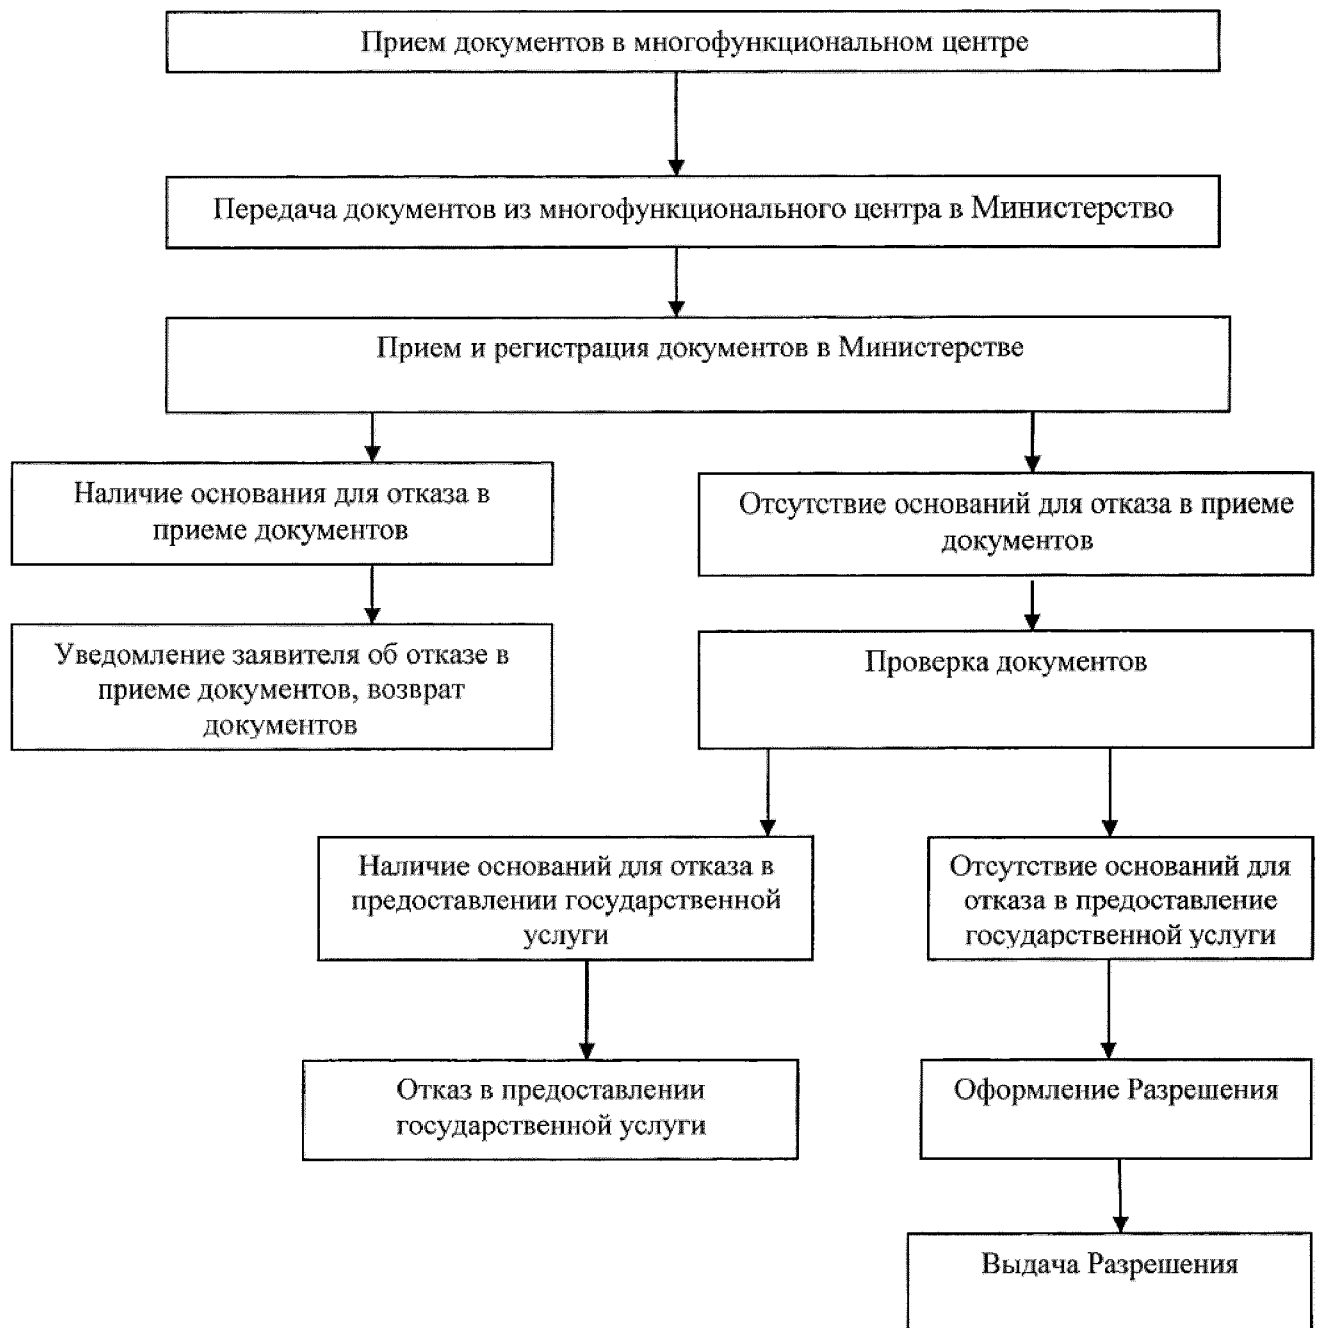 Прием документов в многофункциональном центре
Передача документов из многофункционального центра в Министерство
Прием и регистрация документов в Министерстве
Наличие основания для отказа в
приеме документов
Отсутствие оснований для отказа в приеме
документов
Уведомление заявителя об отказе в
приеме документов, возврат
документов
Проверка документов
Наличие оснований для отказа в
предоставлении государственной
услуги
Отсутствие оснований для
отказа в предоставление
государственной услуги
Отказ в предоставлении
государственной услуги
Оформление Разрешения
Выдача Разрешения